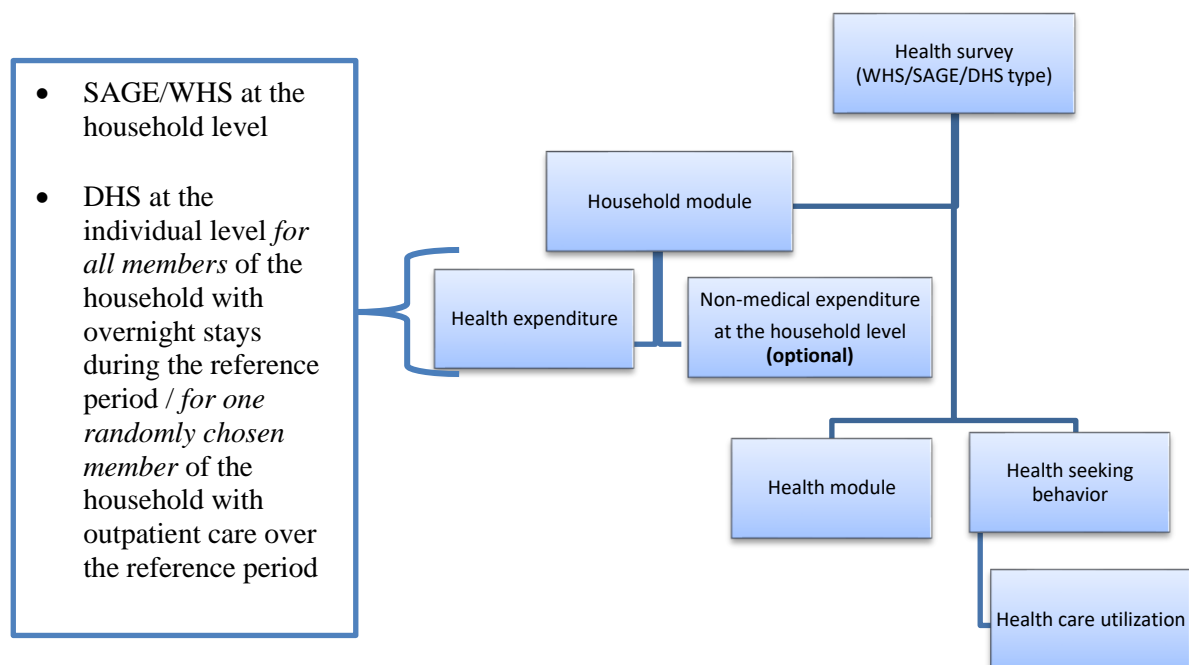 • SAGE/WHS at the
household level
• DHS at the
individual level for
all members of the
household with
overnight stays
during the reference
period / for one
randomly chosen
member of the
household with
outpatient care over
the reference period
Health survey
(WHS/SAGE/DHS type)
Household module
Health expenditure
Non-medical expenditure
at the household level
(optional)
Health module
Health seeking
behavior
Health care utilization